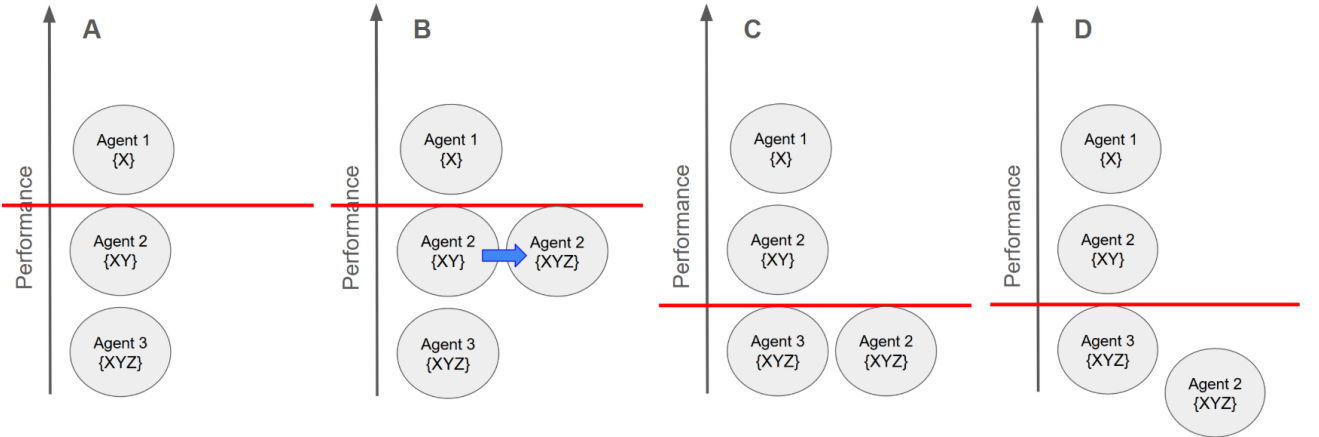 A
Performance
Agent 1
{X}
Agent 2
{XY}
Agent 3
{XYZ}
B
Performance
Agent 1
{X}
Agent 2
{XY}
Agent 2
{XYZ}
Agent 3
{XYZ}
C
Performance
Agent 1
{X}
Agent 2
{XY}
Agent 3
{XYZ}
Agent 2
{XYZ}
D
Performance
Agent 1
{X}
Agent 2
{XY}
Agent 3
{XYZ}
Agent 2
{XYZ}